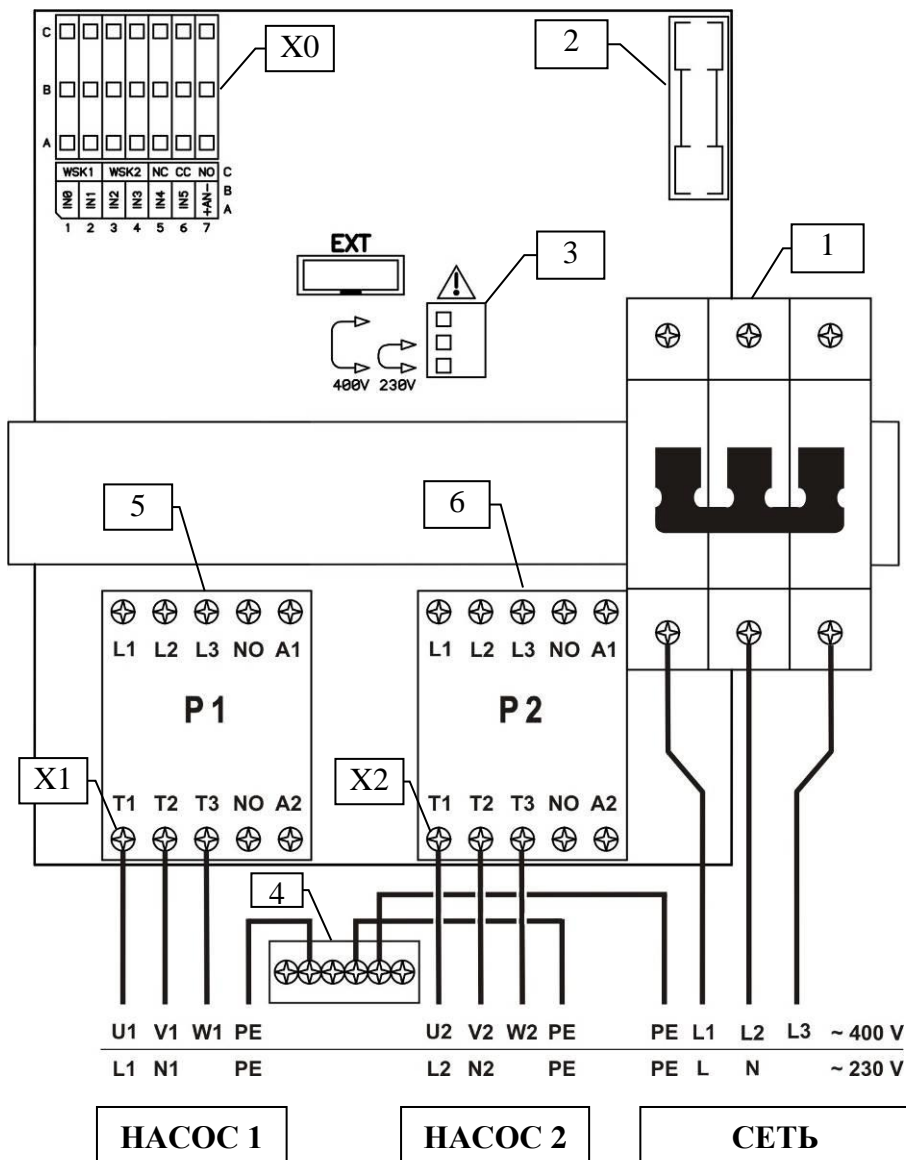 C
X0
2
B
A
WSK1 WSK2 NC CC NO C
IN0 IN1 IN2 IN3 IN4 IN5 +AN- B
A
1 2 3 4 5 6 7
EXT
3
1
400V 230V
5
6
L1 L2 L3 NO A1
L1 L2 L3 NO A1
P 1
P 2
X1
X2
T1 T2 T3 NO A2
T1 T2 T3 NO A2
4
U1 V1 W1 PE U2 V2 W2 PE PE L1 L2 L3 ~ 400 V
L1 N1 PE L2 N2 PE PE L N ~ 230 V
НАСОС 1
НАСОС 2
СЕТЬ